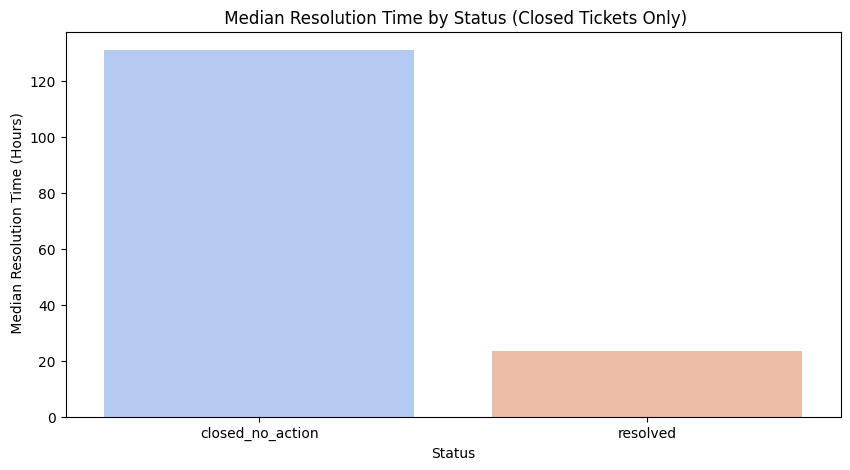 Median Resolution Time by Status (Closed Tickets Only)
Median Resolution Time (Hours)
120
100
80
60
40
20
0
closed_no_action
resolved
Status